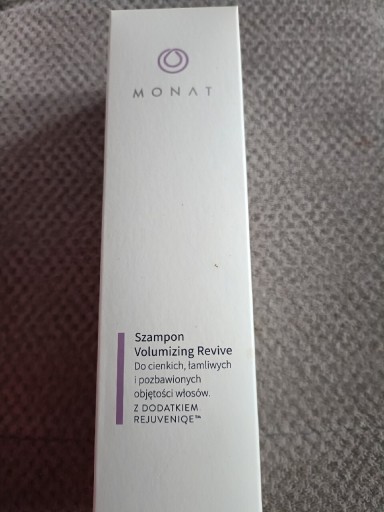 MONAT
Szampon
Volumizing Revive
Do cienkich, łamliwych
i pozbawionych
objętości włosów.
Z DODATKIEM
REJUVENIQE™